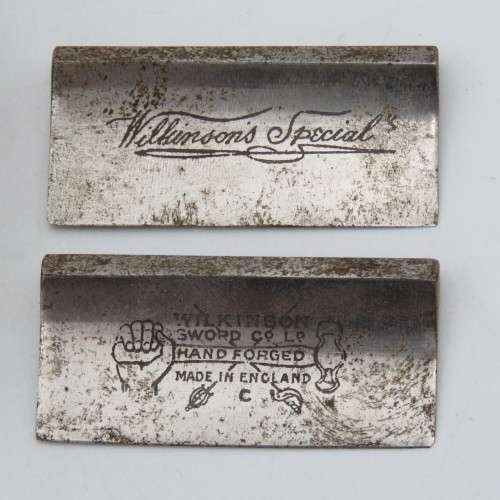 Wilkinsons Special
WILKINSON
SWORD Cº. Lᴰ
HAND FORGED
MADE IN ENGLAND
C